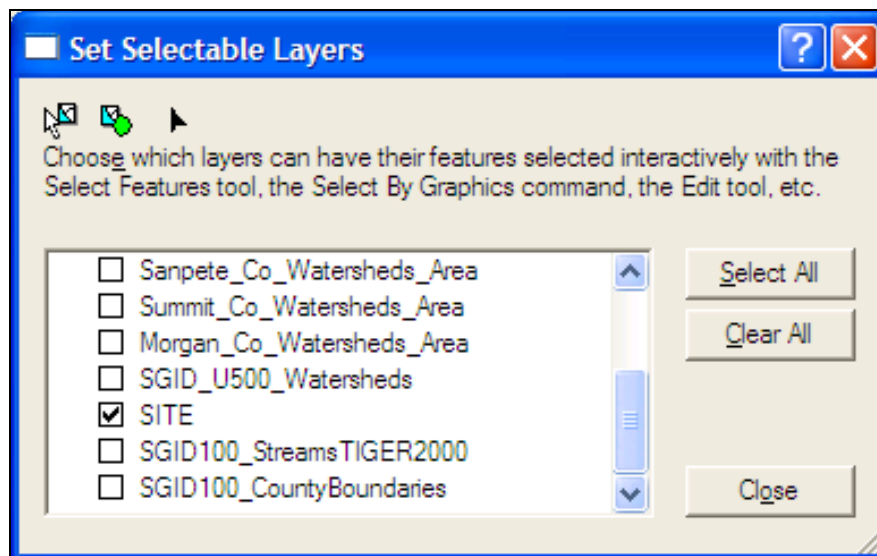 Set Selectable Layers
Choose which layers can have their features selected interactively with the
Select Features tool, the Select By Graphics command, the Edit tool, etc.
Sanpete_Co_Watersheds_Area
Summit_Co_Watersheds_Area
Morgan_Co_Watersheds_Area
SGID_U500_Watersheds
SITE
SGID100_StreamsTIGER2000
SGID100_CountyBoundaries
Select All
Clear All
Close